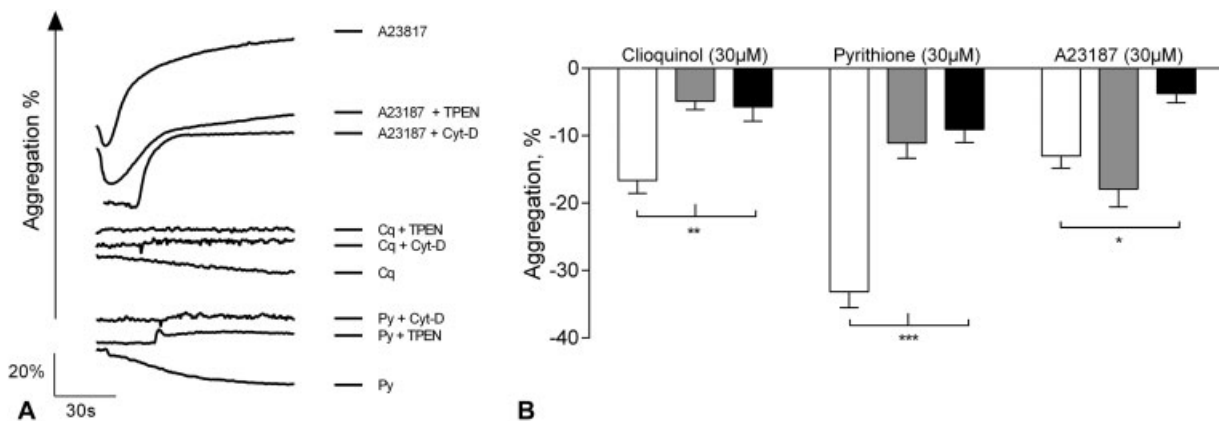 Aggregation %
A23817
A23187 + TPEN
A23187 + Cyt-D
Cq + TPEN
Cq + Cyt-D
Cq
Py + Cyt-D
Py + TPEN
Py
20%
30s
A
Clioquinol (30µM) Pyrithione (30µM) A23187 (30µM)
Aggregation, %
0
-10
-20
-30
-40
**
***
*
B